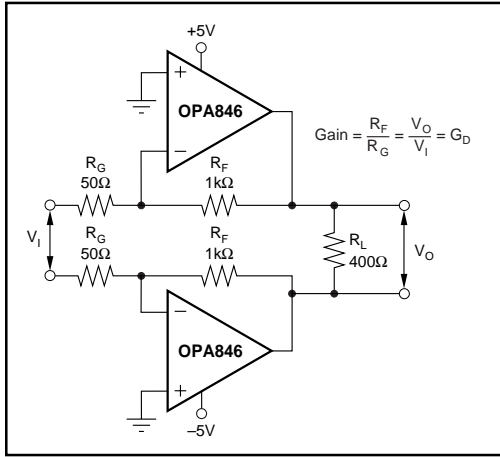 +5V
+
OPA846
−
Gain = R_F/R_G = V_O/V_I = G_D
R_G
50Ω
R_F
1kΩ
V_I
R_G
50Ω
R_F
1kΩ
R_L
400Ω
V_O
−
OPA846
+
−5V